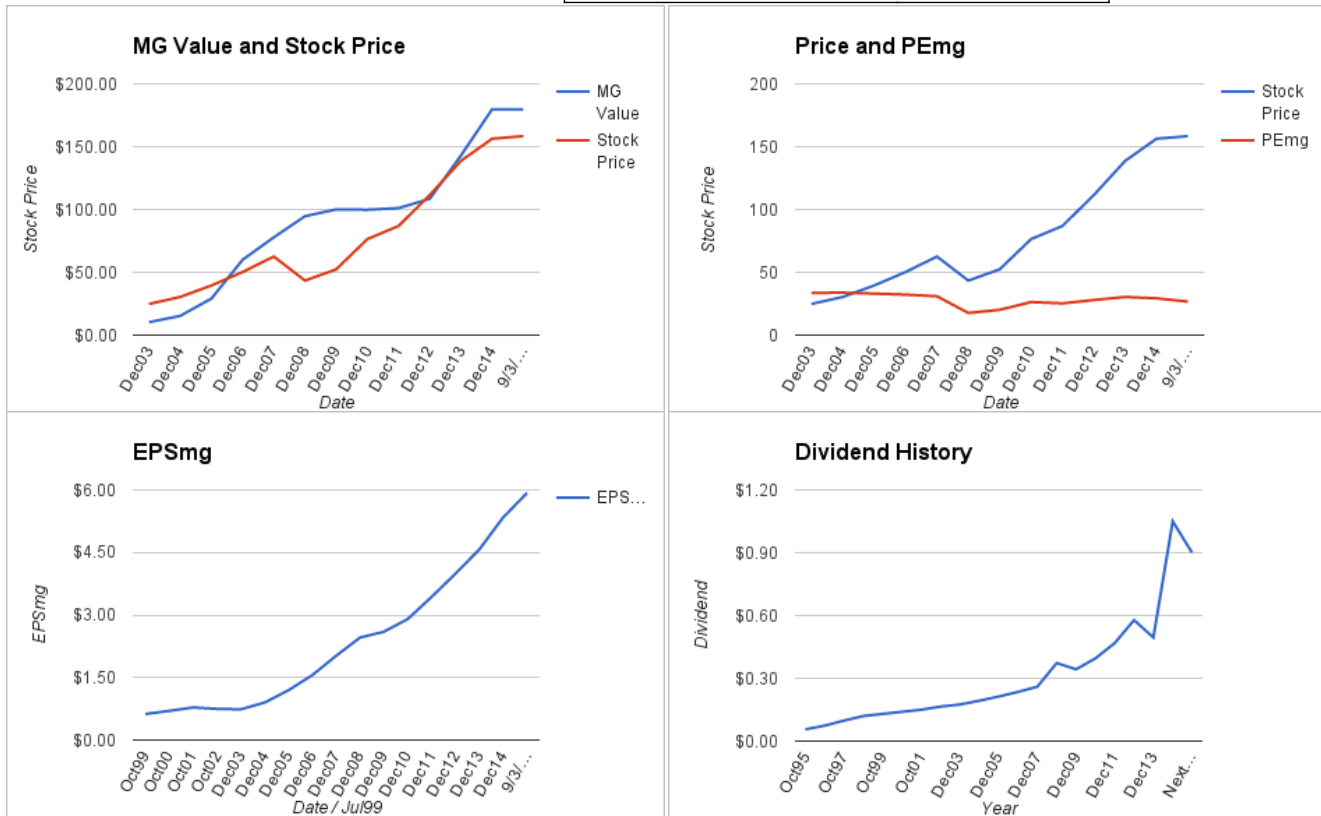 MG Value and Stock Price
$200.00
$150.00
$100.00
$50.00
$0.00
Stock Price
Dec03
Dec04
Dec05
Dec06
Dec07
Dec08
Dec09
Dec10
Dec11
Dec12
Dec13
Dec14
9/3/...
Date
MG
Value
Stock
Price
Price and PEmg
200
150
100
50
0
Stock Price
Dec03
Dec04
Dec05
Dec06
Dec07
Dec08
Dec09
Dec10
Dec11
Dec12
Dec13
Dec14
9/3/...
Date
Stock
Price
PEmg
EPSmg
$6.00
$4.50
$3.00
$1.50
$0.00
EPSmg
Oct99
Oct00
Oct01
Oct02
Dec03
Dec04
Dec05
Dec06
Dec07
Dec08
Dec09
Dec10
Dec11
Dec12
Dec13
Dec14
9/3/...
Date / Jul99
EPS...
Dividend History
$1.20
$0.90
$0.60
$0.30
$0.00
Dividend
Oct95
Oct97
Oct99
Oct01
Dec03
Dec05
Dec07
Dec09
Dec11
Dec13
Next...
Year